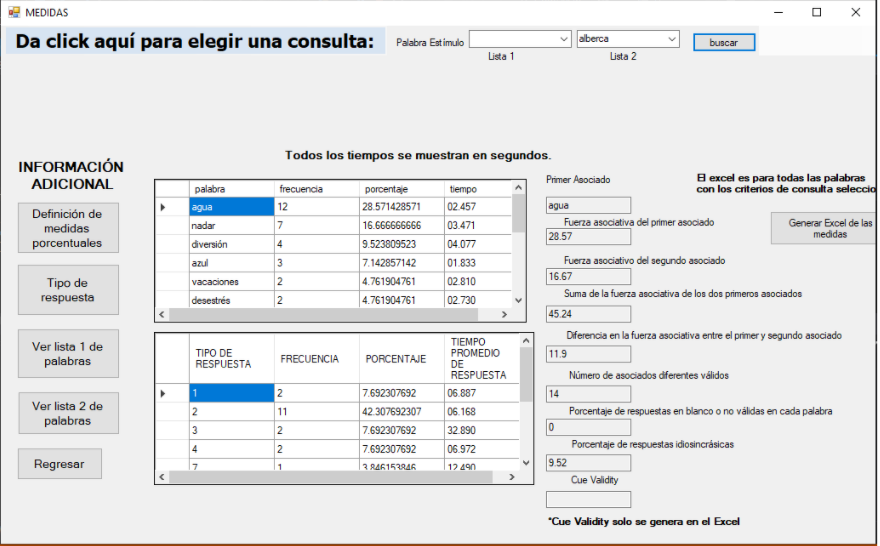 MEDIDAS
Da click aquí para elegir una consulta:
Palabra Estímulo
alberca
buscar
Lista 1
Lista 2
Todos los tiempos se muestran en segundos.
INFORMACIÓN
ADICIONAL
Definición de
medidas
porcentuales
Tipo de
respuesta
Ver lista 1 de
palabras
Ver lista 2 de
palabras
Regresar
palabra frecuencia porcentaje tiempo
agua 12 28.571428571 02.457
nadar 7 16.666666666 03.471
diversión 4 9.523809523 04.077
azul 3 7.142857142 01.833
vacaciones 2 4.761904761 02.810
desestrés 2 4.761904761 02.730
TIPO DE
RESPUESTA
FRECUENCIA
PORCENTAJE
TIEMPO
PROMEDIO
DE
RESPUESTA
1 2 7.692307692 06.887
2 11 42.307692307 06.168
3 2 7.692307692 32.890
4 2 7.692307692 06.972
7 1 3.846153846 12.490
Primer Asociado
agua
Fuerza asociativa del primer asociado
28.57
Fuerza asociativo del segundo asociado
16.67
Suma de la fuerza asociativa de los dos primeros asociados
45.24
Diferencia en la fuerza asociativa entre el primer y segundo asociado
11.9
Número de asociados diferentes válidos
14
Porcentaje de respuestas en blanco o no válidas en cada palabra
0
Porcentaje de respuestas idiosincrásicas
9.52
Cue Validity
*Cue Validity solo se genera en el Excel
El excel es para todas las palabras
con los criterios de consulta seleccio
Generar Excel de las
medidas